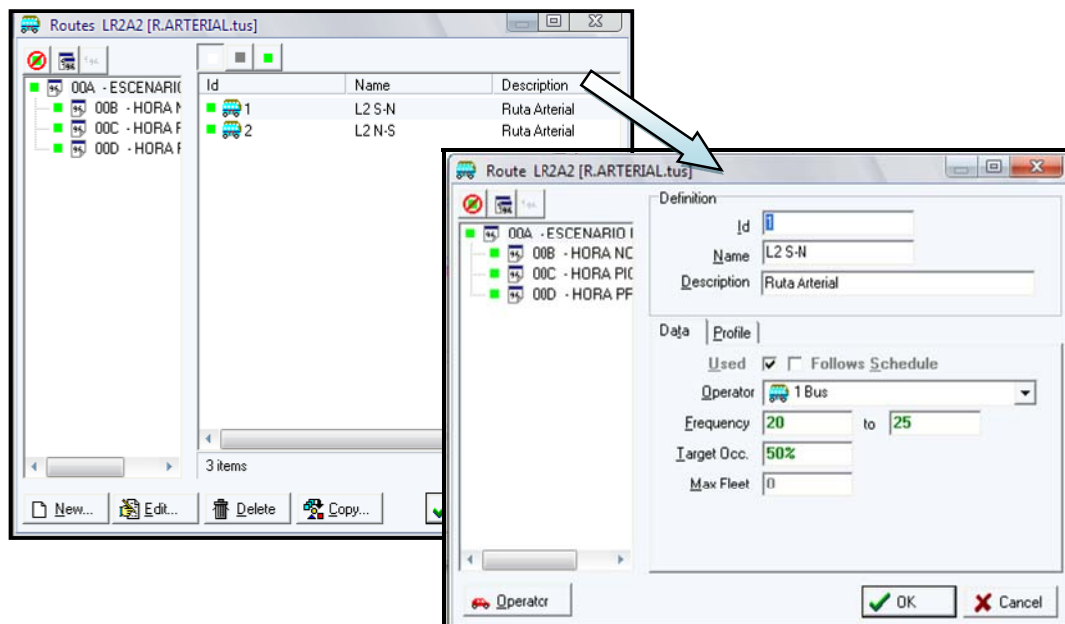 Routes LR2A2 [R.ARTERIAL.tus]
00A - ESCENARIO
00B - HORA N
00C - HORA F
00D - HORA F
Id Name Description
1 L2 S-N Ruta Arterial
2 L2 N-S Ruta Arterial
3 items
New... Edit... Delete Copy...
Route LR2A2 [R.ARTERIAL.tus]
00A - ESCENARIO I
00B - HORA NO
00C - HORA PIC
00D - HORA PF
Definition
Id 1
Name L2 S-N
Description Ruta Arterial
Data Profile
Used Follows Schedule
Operator 1 Bus
Frequency 20 to 25
Target Occ. 50%
Max Fleet 0
Operator OK Cancel